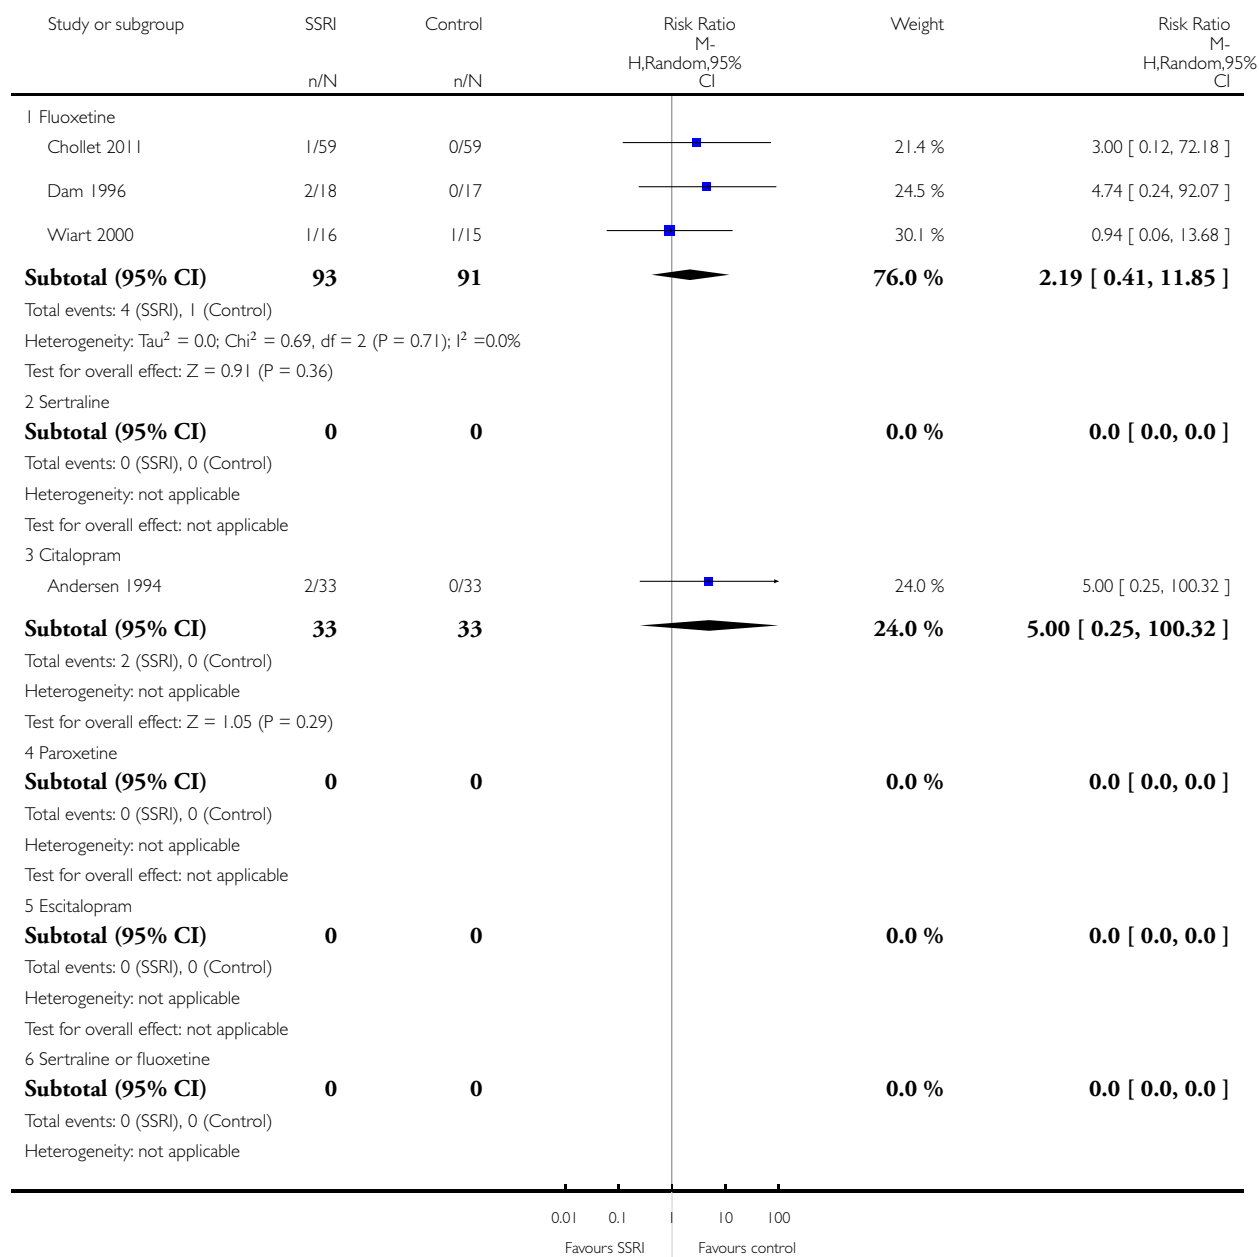 Study or subgroup SSRI Control Risk Ratio Weight Risk Ratio
M- M-
H,Random,95% H,Random,95%
n/N n/N CI CI
1 Fluoxetine
Chollet 2011 1/59 0/59 21.4 % 3.00 [ 0.12, 72.18 ]
Dam 1996 2/18 0/17 24.5 % 4.74 [ 0.24, 92.07 ]
Wiart 2000 1/16 1/15 30.1 % 0.94 [ 0.06, 13.68 ]
Subtotal (95% CI) 93 91 76.0 % 2.19 [ 0.41, 11.85 ]
Total events: 4 (SSRI), 1 (Control)
Heterogeneity: Tau² = 0.0; Chi² = 0.69, df = 2 (P = 0.71); I² =0.0%
Test for overall effect: Z = 0.91 (P = 0.36)
2 Sertraline
Subtotal (95% CI) 0 0 0.0 % 0.0 [ 0.0, 0.0 ]
Total events: 0 (SSRI), 0 (Control)
Heterogeneity: not applicable
Test for overall effect: not applicable
3 Citalopram
Andersen 1994 2/33 0/33 24.0 % 5.00 [ 0.25, 100.32 ]
Subtotal (95% CI) 33 33 24.0 % 5.00 [ 0.25, 100.32 ]
Total events: 2 (SSRI), 0 (Control)
Heterogeneity: not applicable
Test for overall effect: Z = 1.05 (P = 0.29)
4 Paroxetine
Subtotal (95% CI) 0 0 0.0 % 0.0 [ 0.0, 0.0 ]
Total events: 0 (SSRI), 0 (Control)
Heterogeneity: not applicable
Test for overall effect: not applicable
5 Escitalopram
Subtotal (95% CI) 0 0 0.0 % 0.0 [ 0.0, 0.0 ]
Total events: 0 (SSRI), 0 (Control)
Heterogeneity: not applicable
Test for overall effect: not applicable
6 Sertraline or fluoxetine
Subtotal (95% CI) 0 0 0.0 % 0.0 [ 0.0, 0.0 ]
Total events: 0 (SSRI), 0 (Control)
Heterogeneity: not applicable
0.01 0.1 1 10 100
Favours SSRI Favours control